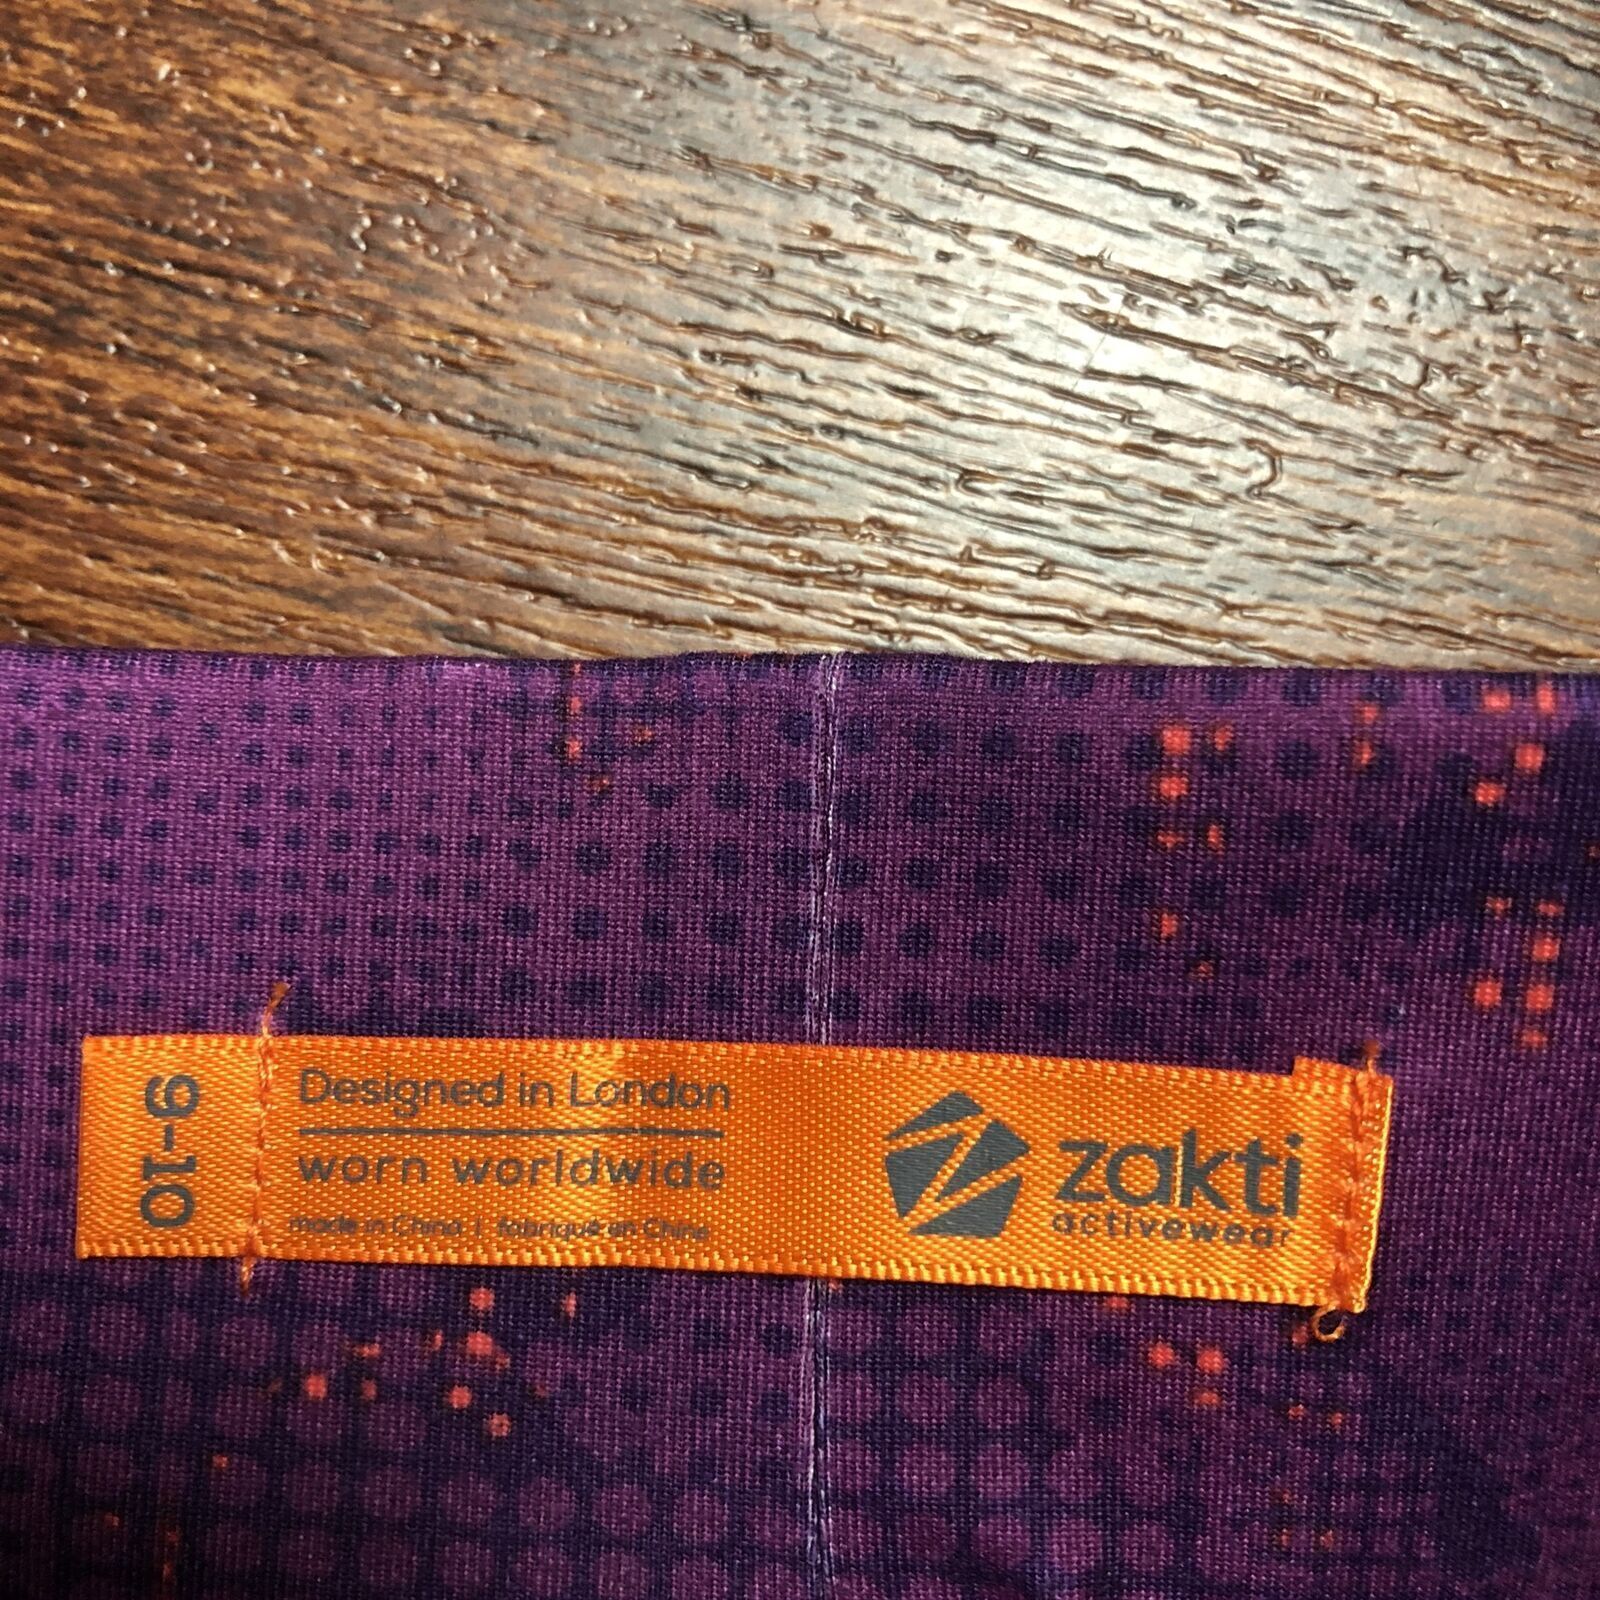 9-10
Designed in London
worn worldwide
made in China | fabriqué en Chine
zakti
activewear